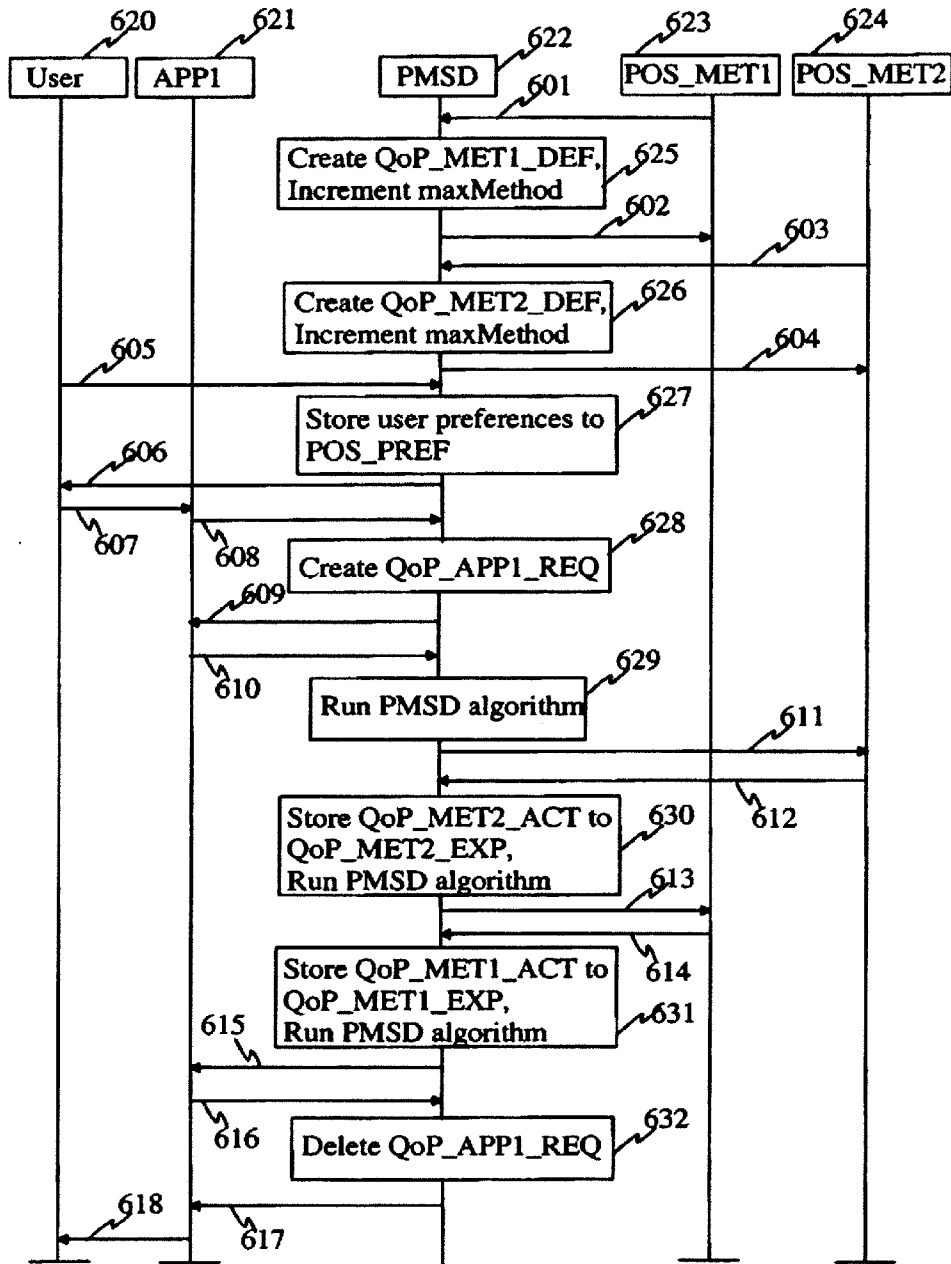 620
621
622
623
624
User
APP1
PMSD
POS_MET1
POS_MET2
601
Create QoP_MET1_DEF,
Increment maxMethod
625
602
603
Create QoP_MET2_DEF,
Increment maxMethod
626
605
604
Store user preferences to
POS_PREF
627
606
607
608
628
Create QoP_APP1_REQ
609
610
629
Run PMSD algorithm
611
612
Store QoP_MET2_ACT to
QoP_MET2_EXP,
Run PMSD algorithm
630
613
614
Store QoP_MET1_ACT to
QoP_MET1_EXP,
Run PMSD algorithm
631
615
616
632
Delete QoP_APP1_REQ
618
617